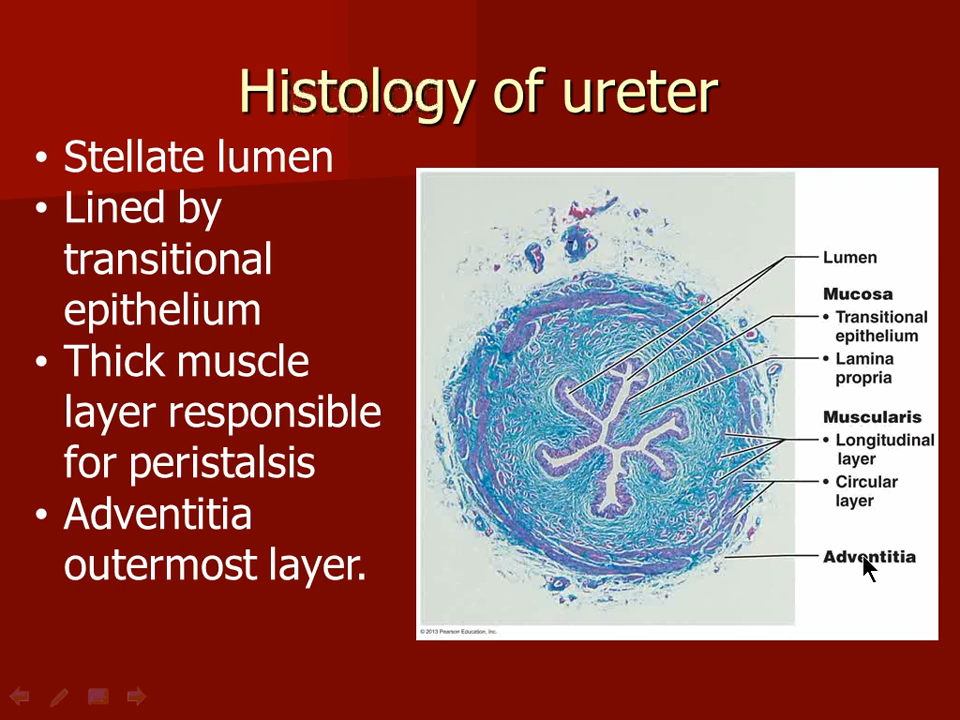 Histology of ureter
• Stellate lumen
• Lined by
transitional
epithelium
• Thick muscle
layer responsible
for peristalsis
• Adventitia
outermost layer.
Lumen
Mucosa
• Transitional
epithelium
• Lamina
propria
Muscularis
• Longitudinal
layer
• Circular
layer
Adventitia
© 2013 Pearson Education, Inc.